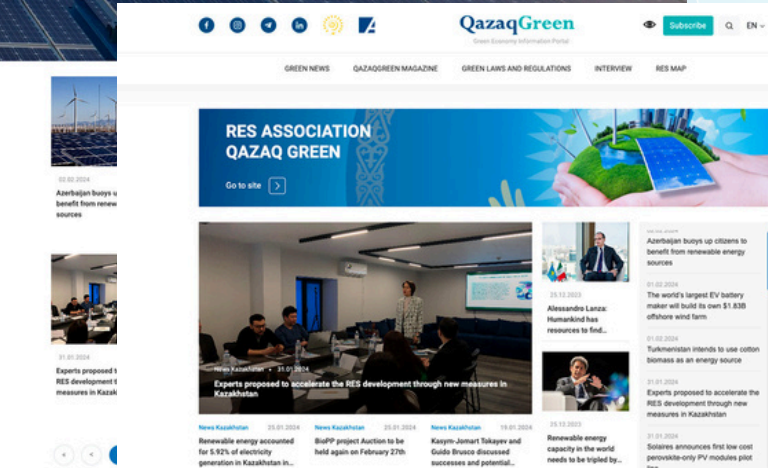 QazaqGreen
Green Economy Information Portal
Subscribe
EN
GREEN NEWS
QAZAQGREEN MAGAZINE
GREEN LAWS AND REGULATIONS
INTERVIEW
RES MAP
RES ASSOCIATION
QAZAQ GREEN
Go to site
02.02.2024
Azerbaijan buoys
benefit from renew
sources
31.01.2024
Experts proposed t
RES development t
measures in Kazak
News Kazakhstan • 31.01.2024
Experts proposed to accelerate the RES development through new measures in
Kazakhstan
News Kazakhstan 25.01.2024
Renewable energy accounted
for 5.92% of electricity
generation in Kazakhstan in...
News Kazakhstan 25.01.2024
BioPP project Auction to be
held again on February 27th
News Kazakhstan 19.01.2024
Kasym-Jomart Tokayev and
Guido Brusco discussed
successes and potential...
25.12.2023
Alessandro Lanza:
Humankind has
resources to find...
25.12.2023
Renewable energy
capacity in the world
needs to be tripled by...
Azerbaijan buoys up citizens to
benefit from renewable energy
sources
01.02.2024
The world's largest EV battery
maker will build its own $1.83B
offshore wind farm
01.02.2024
Turkmenistan intends to use cotton
biomass as an energy source
31.01.2024
Experts proposed to accelerate the
RES development through new
measures in Kazakhstan
31.01.2024
Solaires announces first low cost
perovskite-only PV modules pilot
line